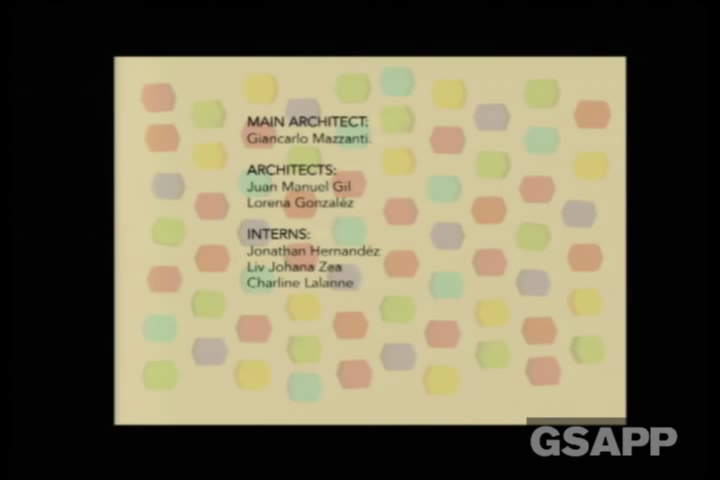 MAIN ARCHITECT:
Giancarlo Mazzanti.
ARCHITECTS:
Juan Manuel Gil
Lorena Gonzaléz
INTERNS:
Jonathan Hernandéz
Liv Johana Zea
Charline Lalanne
GSAPP